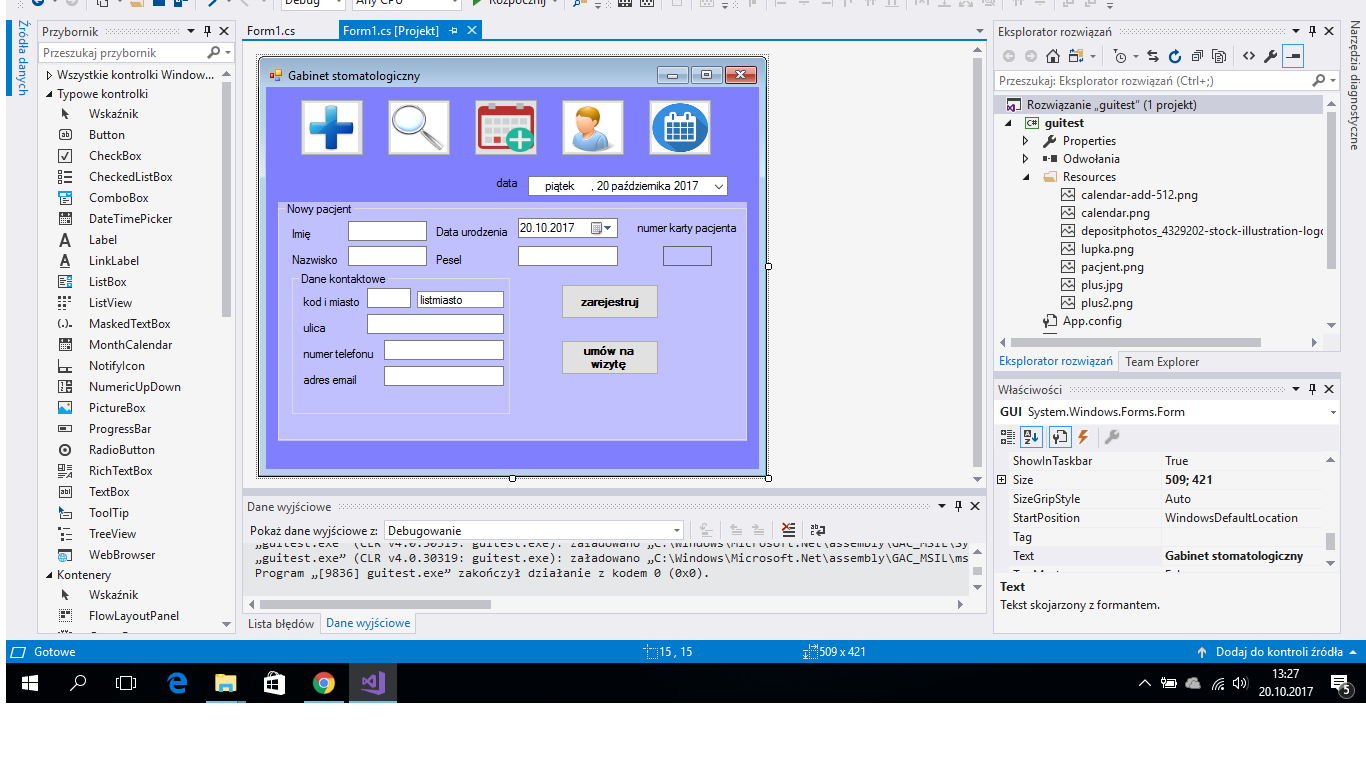 Debug
Any CPU
Rozpocznij
Źródła danych
Przybornik
Przeszukaj przybornik
Wszystkie kontrolki Window...
Typowe kontrolki
Wskaźnik
Button
CheckBox
CheckedListBox
ComboBox
DateTimePicker
Label
LinkLabel
ListBox
ListView
MaskedTextBox
MonthCalendar
NotifyIcon
NumericUpDown
PictureBox
ProgressBar
RadioButton
RichTextBox
TextBox
ToolTip
TreeView
WebBrowser
Kontenery
Wskaźnik
FlowLayoutPanel
Form1.cs
Form1.cs [Projekt]
Gabinet stomatologiczny
data
piątek , 20 października 2017
Nowy pacjent
Imię
Data urodzenia
20.10.2017
numer karty pacjenta
Nazwisko
Pesel
Dane kontaktowe
kod i miasto
listmiasto
ulica
numer telefonu
adres email
zarejestruj
umów na
wizytę
Dane wyjściowe
Pokaż dane wyjściowe z:
Debugowanie
„guitest.exe” (CLR v4.0.30319: guitest.exe): załadowano „C:\Windows\Microsoft.Net\assembly\GAC_MSIL\Sy
„guitest.exe” (CLR v4.0.30319: guitest.exe): załadowano „C:\Windows\Microsoft.Net\assembly\GAC_MSIL\ms
Program „[9836] guitest.exe” zakończył działanie z kodem 0 (0x0).
Lista błędów
Dane wyjściowe
Eksplorator rozwiązań
Przeszukaj: Eksplorator rozwiązań (Ctrl+;)
Rozwiązanie „guitest” (1 projekt)
C# guitest
Properties
Odwołania
Resources
calendar-add-512.png
calendar.png
depositphotos_4329202-stock-illustration-logo
lupka.png
pacjent.png
plus.jpg
plus2.png
App.config
Eksplorator rozwiązań
Team Explorer
Właściwości
GUI System.Windows.Forms.Form
ShowInTaskbar True
Size 509; 421
SizeGripStyle Auto
StartPosition WindowsDefaultLocation
Tag
Text Gabinet stomatologiczny
Text
Tekst skojarzony z formantem.
Narzędzia diagnostyczne
Gotowe
15 , 15
509 x 421
Dodaj do kontroli źródła
13:27
20.10.2017
5